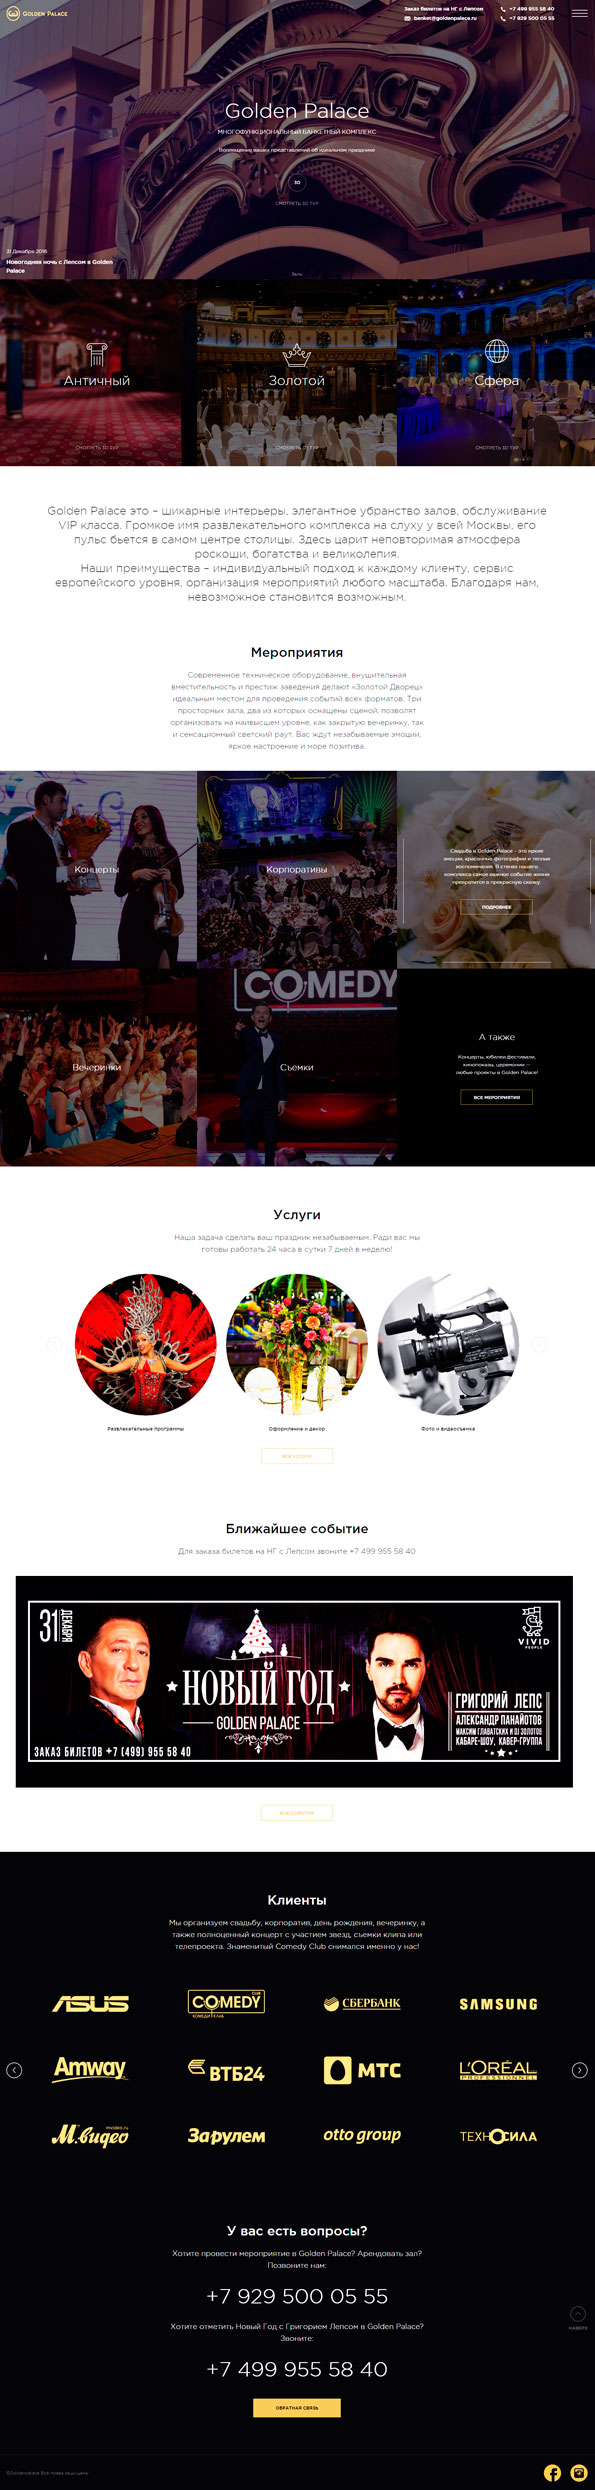 Golden Palace
Заказ билетов на НГ с Лепсом
+7 499 955 58 40
banket@goldenpalace.ru
+7 929 500 05 55
PALACE
Golden Palace
МНОГОФУНКЦИОНАЛЬНЫЙ БАНКЕТНЫЙ КОМПЛЕКС
Воплощение ваших представлений об идеальном празднике
3D
СМОТРЕТЬ 3D ТУР
31 Декабря 2016
Новогодняя ночь с Лепсом в Golden
Palace
Залы
Античный
Золотой
Сфера
СМОТРЕТЬ 3D ТУР
СМОТРЕТЬ 3D ТУР
СМОТРЕТЬ 3D ТУР
Golden Palace это – шикарные интерьеры, элегантное убранство залов, обслуживание
VIP класса. Громкое имя развлекательного комплекса на слуху у всей Москвы, его
пульс бьется в самом центре столицы. Здесь царит неповторимая атмосфера
роскоши, богатства и великолепия.
Наши преимущества – индивидуальный подход к каждому клиенту, сервис
европейского уровня, организация мероприятий любого масштаба. Благодаря нам,
невозможное становится возможным.
Мероприятия
Современное техническое оборудование, внушительная
вместительность и престиж заведения делают «Золотой Дворец»
идеальным местом для проведения событий всех форматов. Три
просторных зала, два из которых оснащены сценой, позволят
организовать на наивысшем уровне, как закрытую вечеринку, так
и сенсационный светский раут. Вас ждут незабываемые эмоции,
яркое настроение и море позитива.
Концерты
Корпоративы
Свадьба в Golden Palace – это яркие
эмоции, красочные фотографии и теплые
воспоминания. В стенах нашего
комплекса самое важное событие жизни
превратится в прекрасную сказку.
ПОДРОБНЕЕ
Вечеринки
COMEDY
Съемки
А также
Концерты, юбилеи,фестивали,
кинопоказы, церемонии —
любые проекты в Golden Palace!
ВСЕ МЕРОПРИЯТИЯ
Услуги
Наша задача сделать ваш праздник незабываемым. Ради вас мы
готовы работать 24 часа в сутки 7 дней в неделю!
Развлекательные программы
Оформление и декор
Фото и видеосъемка
ВСЕ УСЛУГИ
Ближайшее событие
Для заказа билетов на НГ с Лепсом звоните +7 499 955 58 40
31 ДЕКАБРЯ
VIVID
PEOPLE
НОВЫЙ ГОД
GOLDEN PALACE
ГРИГОРИЙ ЛЕПС
АЛЕКСАНДР ПАНАЙОТОВ
МАКСИМ ГЛАВАТСКИХ И DJ ЗОЛОТОВ
КАБАРЕ-ШОУ, КАВЕР-ГРУППА
ЗАКАЗ БИЛЕТОВ +7 (499) 955 58 40
ВСЕ СОБЫТИЯ
Клиенты
Мы организуем свадьбу, корпоратив, день рождения, вечеринку, а
также полноценный концерт с участием звезд, съемки клипа или
телепроекта. Знаменитый Comedy Club снимался именно у нас!
ASUS
COMEDY CLUB
КОМЕДИ КЛАБ
СБЕРБАНК
SAMSUNG
Amway
ВТБ24
МТС
L'ORÉAL
PROFESSIONNEL
mvideo.ru
М.видео
За рулем
otto group
ТЕХНОСИЛА
У вас есть вопросы?
Хотите провести мероприятие в Golden Palace? Арендовать зал?
Позвоните нам:
+7 929 500 05 55
Хотите отметить Новый Год с Григорием Лепсом в Golden Palace?
Звоните:
+7 499 955 58 40
НАВЕРХ
ОБРАТНАЯ СВЯЗЬ
©Goldenpalace Все права защищены